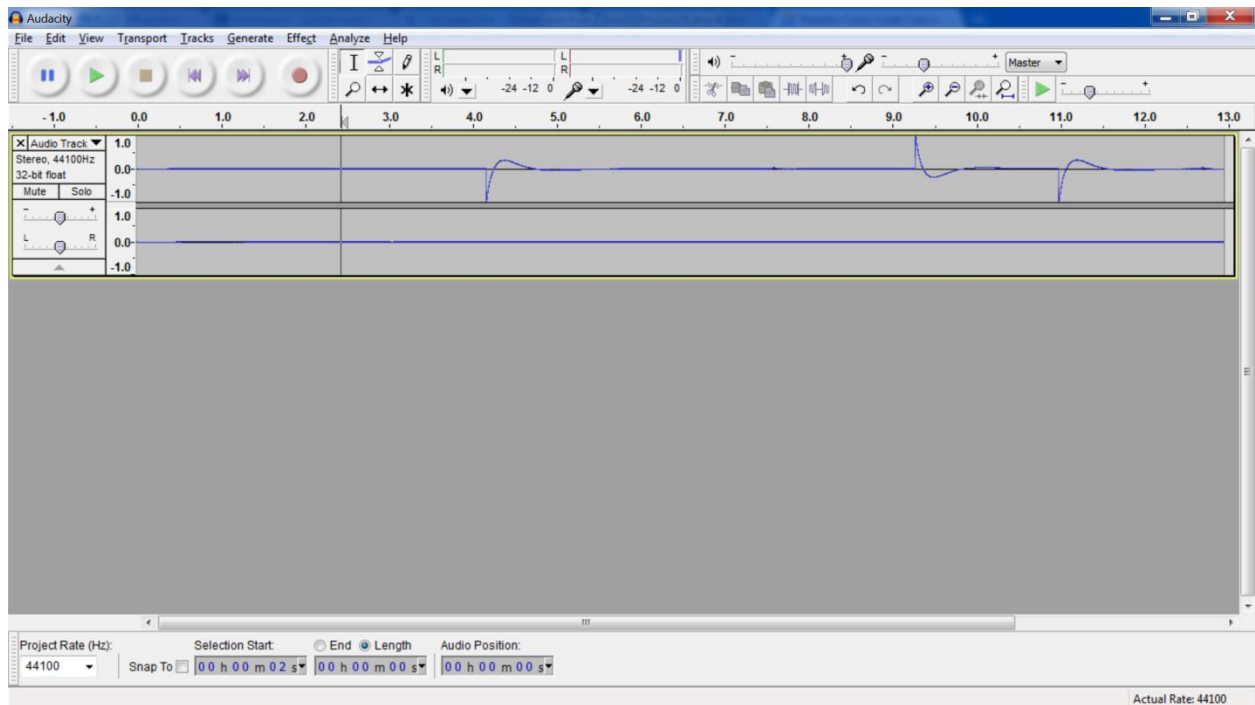 Audacity
File Edit View Transport Tracks Generate Effect Analyze Help
L
R
-24 -12 0
L
R
-24 -12 0
- + - + Master
- +
- 1.0 0.0 1.0 2.0 3.0 4.0 5.0 6.0 7.0 8.0 9.0 10.0 11.0 12.0 13.0
X Audio Track
Stereo, 44100Hz
32-bit float
Mute Solo
- +
L R
1.0
0.0-
-1.0
1.0
0.0-
-1.0
Project Rate (Hz): Selection Start: End Length Audio Position:
44100 Snap To 00 h 00 m 02 s 00 h 00 m 00 s 00 h 00 m 00 s
Actual Rate: 44100